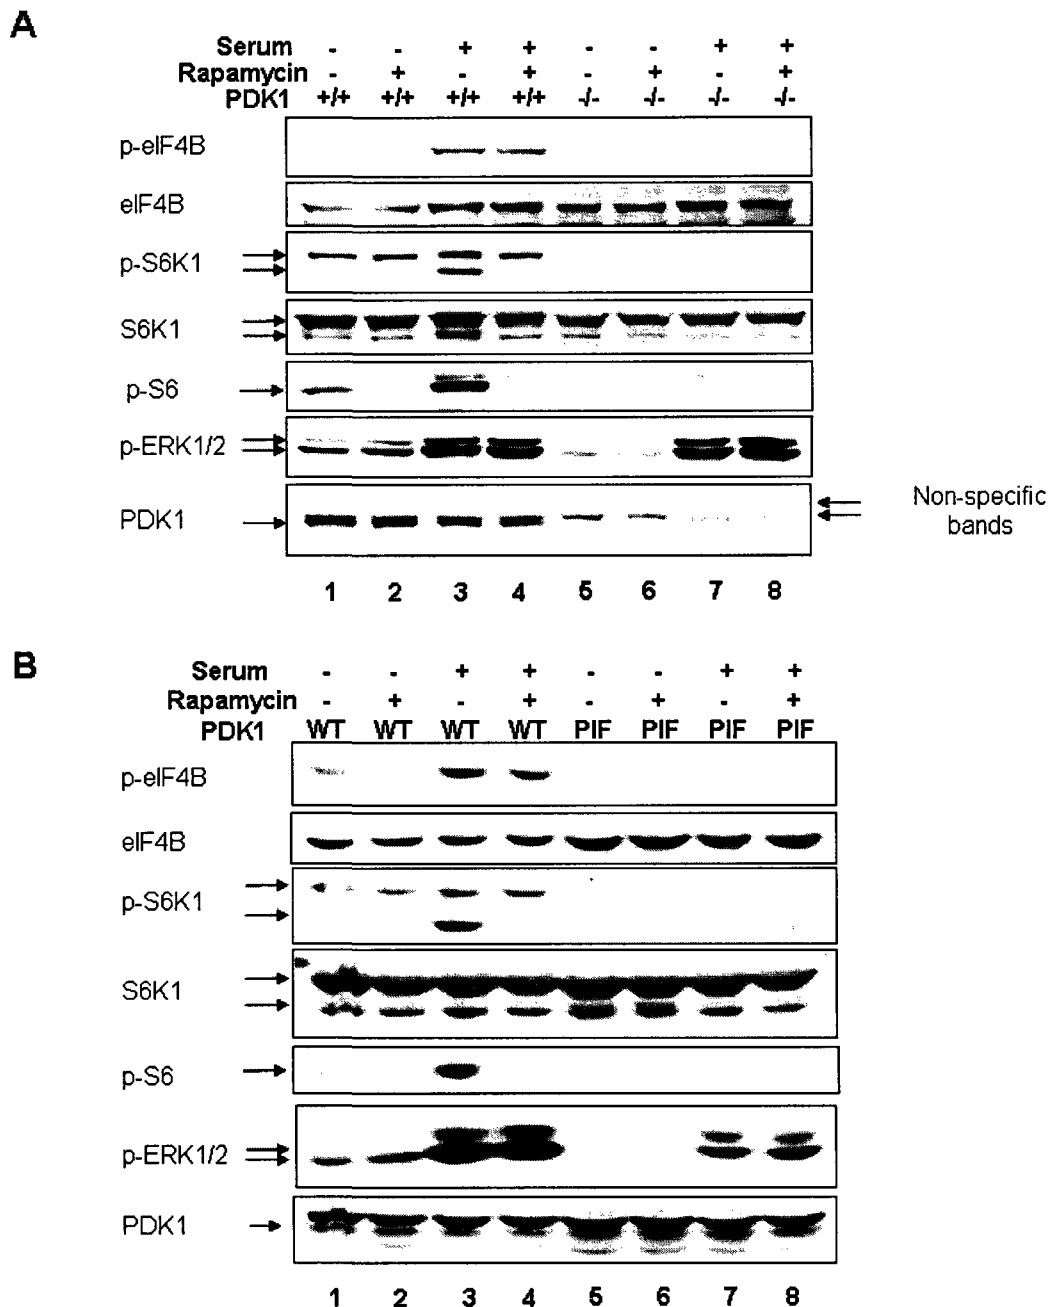 A
Serum - - + + - - + +
Rapamycin - + - + - + - +
PDK1 +/+ +/+ +/+ +/+ -/- -/- -/- -/-
p-eIF4B
eIF4B
p-S6K1
S6K1
p-S6
p-ERK1/2
PDK1
Non-specific
bands
1 2 3 4 5 6 7 8
B
Serum - - + + - - + +
Rapamycin - + - + - + - +
PDK1 WT WT WT WT PIF PIF PIF PIF
p-eIF4B
eIF4B
p-S6K1
S6K1
p-S6
p-ERK1/2
PDK1
1 2 3 4 5 6 7 8